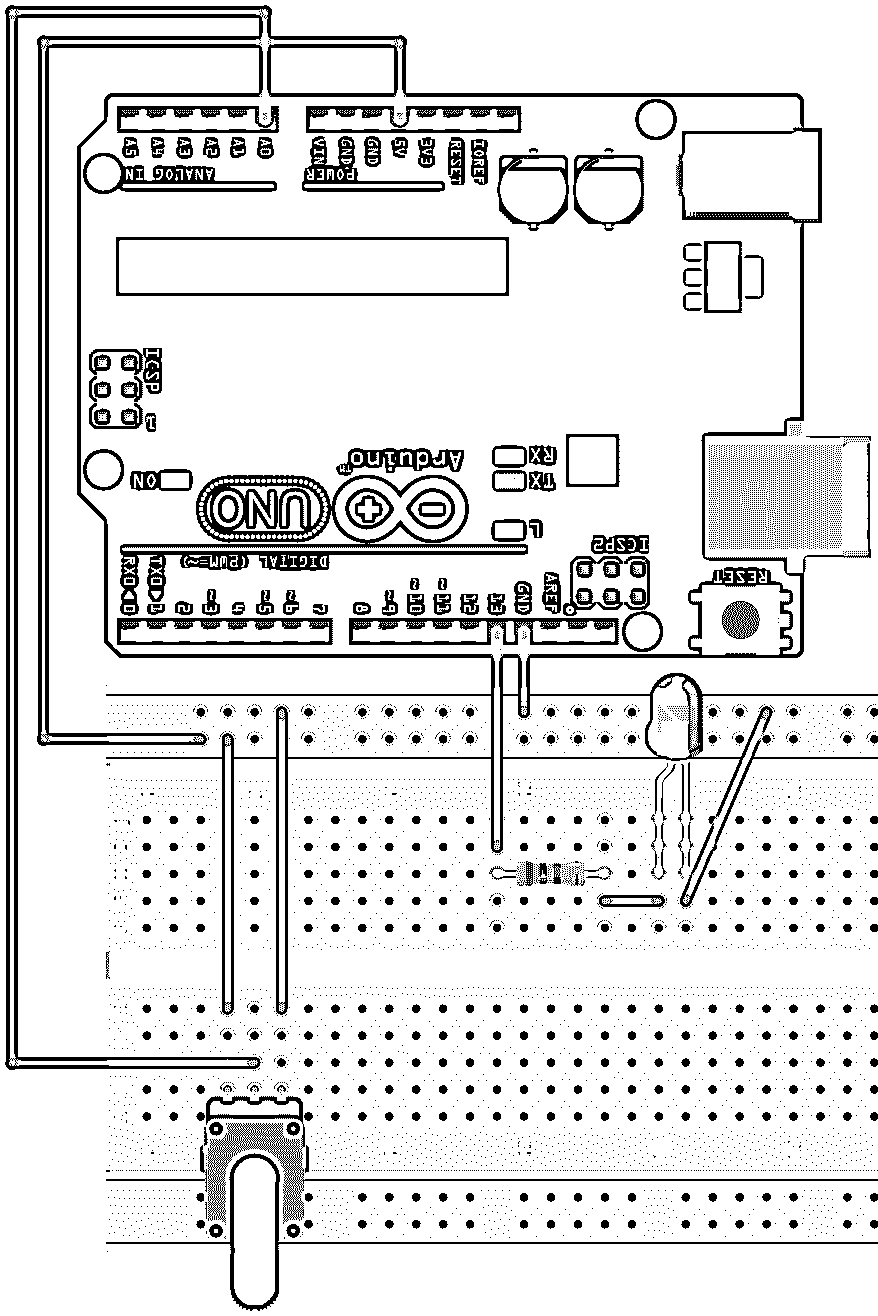 A5 A4 A3 A2 A1 A0 VIN GND GND 5V 3V3 RESET IOREF
ANALOG IN POWER
ICSP
1
Arduino™
RX
TX
ON
UNO
L
ICSP2
DIGITAL (PWM=~)
RX0◀0 TX0▶1 2 ~3 4 ~5 ~6 7 8 ~9 ~10 ~11 12 13 GND AREF
RESET